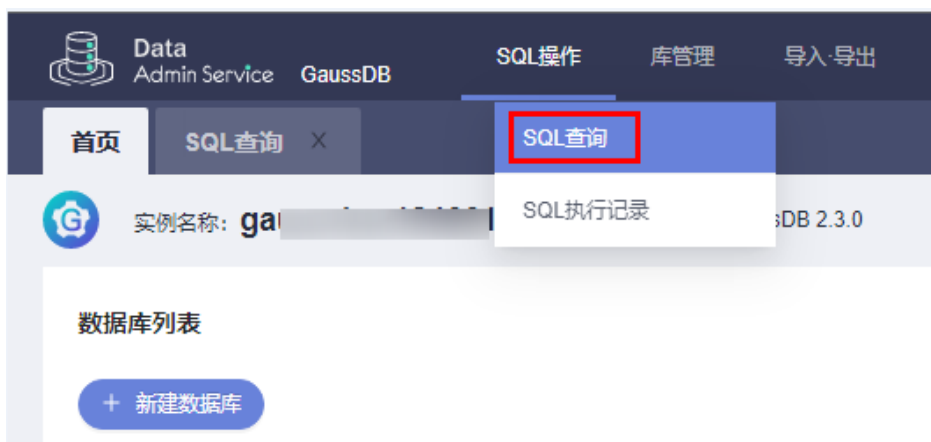 Data
Admin Service GaussDB SQL操作 库管理 导入·导出
首页 SQL查询 SQL查询
SQL执行记录
实例名称: DB 2.3.0
数据库列表
+ 新建数据库